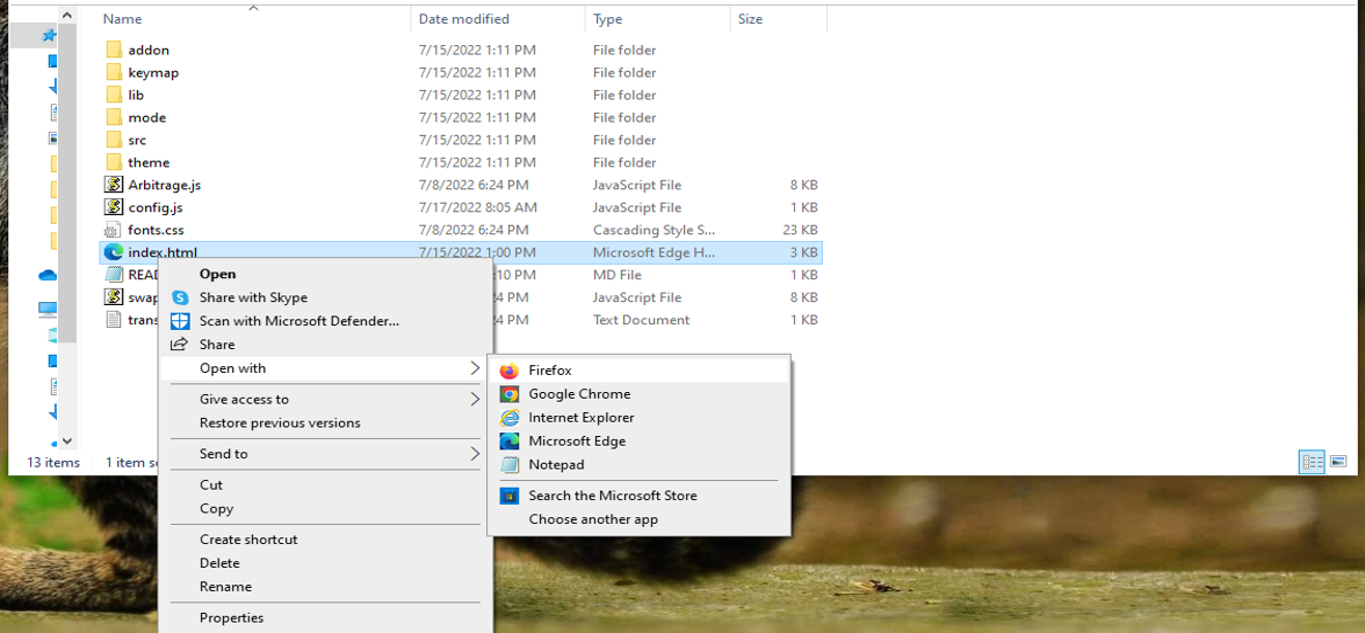 Name Date modified Type Size
addon 7/15/2022 1:11 PM File folder
keymap 7/15/2022 1:11 PM File folder
lib 7/15/2022 1:11 PM File folder
mode 7/15/2022 1:11 PM File folder
src 7/15/2022 1:11 PM File folder
theme 7/15/2022 1:11 PM File folder
Arbitrage.js 7/8/2022 6:24 PM JavaScript File 8 KB
config.js 7/17/2022 8:05 AM JavaScript File 1 KB
fonts.css 7/8/2022 6:24 PM Cascading Style S... 23 KB
index.html 7/15/2022 1:00 PM Microsoft Edge H... 3 KB
READ :10 PM MD File 1 KB
swap 24 PM JavaScript File 8 KB
trans 24 PM Text Document 1 KB
Open
Share with Skype
Scan with Microsoft Defender...
Share
Open with
Give access to
Restore previous versions
Send to
Cut
Copy
Create shortcut
Delete
Rename
Properties
Firefox
Google Chrome
Internet Explorer
Microsoft Edge
Notepad
Search the Microsoft Store
Choose another app
13 items 1 item se